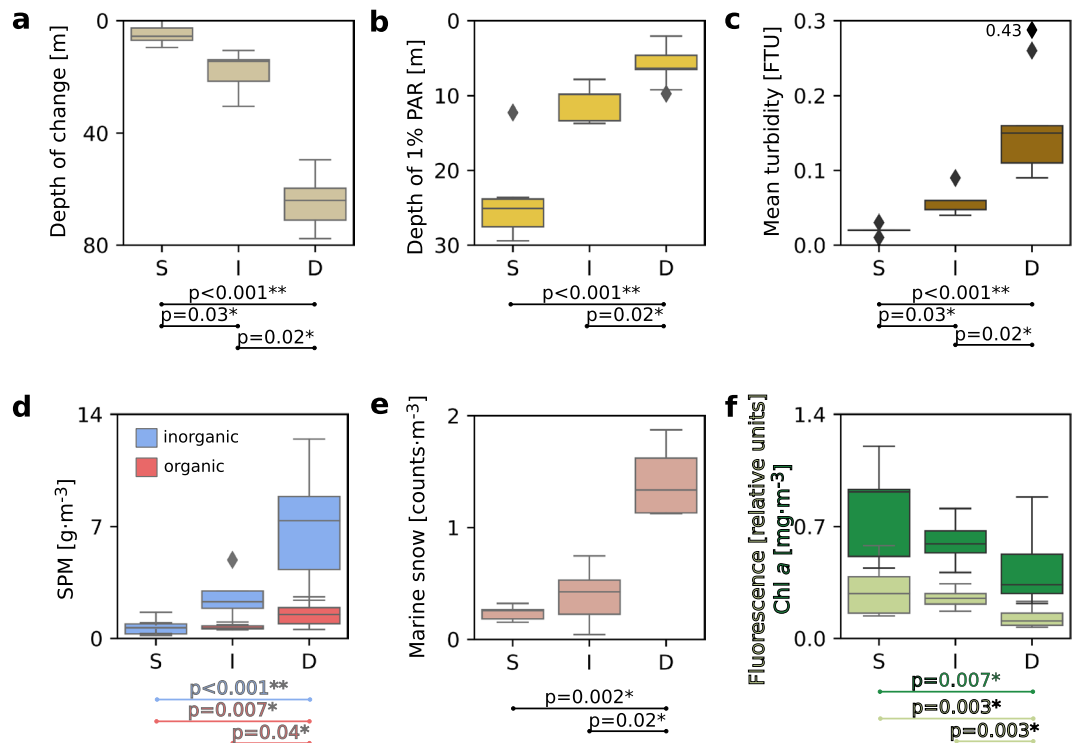 a
Depth of change [m]
0
40
80
S I D
p<0.001**
p=0.03*
p=0.02*
b
Depth of 1% PAR [m]
0
10
20
30
S I D
p<0.001**
p=0.02*
c
Mean turbidity [FTU]
0.3
0.2
0.1
0.0
0.43
S I D
p<0.001**
p=0.03*
p=0.02*
d
SPM [g·m-3]
14
7
0
inorganic
organic
S I D
p<0.001**
p=0.007*
p=0.04*
e
Marine snow [counts·m-3]
2
1
0
S I D
p=0.002*
p=0.02*
f
Fluorescence [relative units]
Chl a [mg·m-3]
1.4
0.7
0.0
S I D
p=0.007*
p=0.003*
p=0.003*